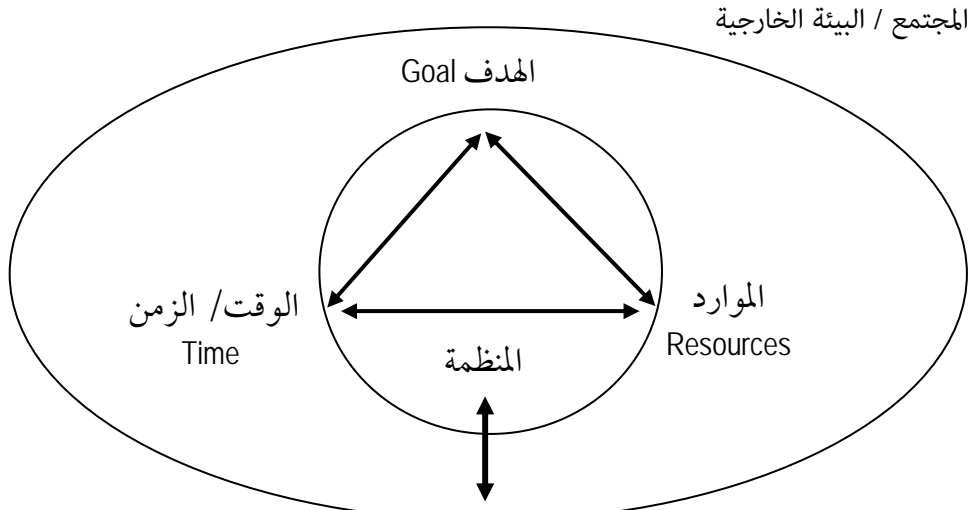 المجتمع / البيئة الخارجية
الهدف Goal
الموارد
Resources
الوقت/ الزمن
Time
المنظمة